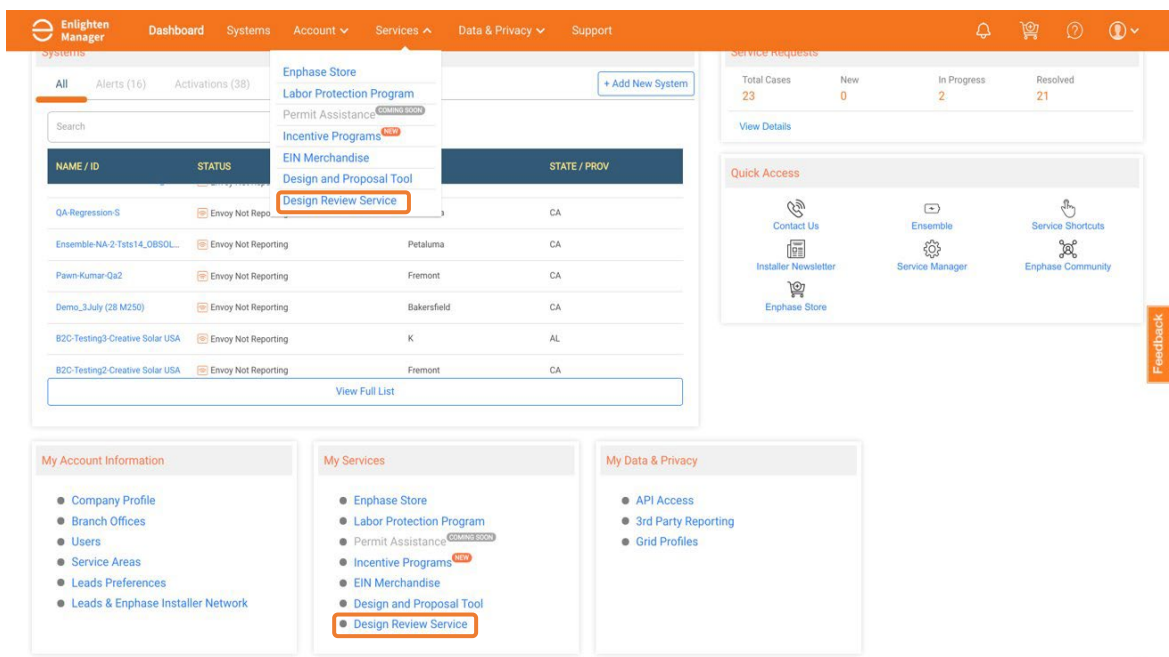 Enlighten Manager Dashboard Systems Account Services Data & Privacy Support
Systems
All Alerts (16) Activations (38)
+ Add New System
Search
NAME / ID STATUS STATE / PROV
QA-Regression-S Envoy Not Repo CA
Ensemble-NA-2-Tsts14_OBSOL... Envoy Not Reporting Petaluma CA
Pawn-Kumar-Qa2 Envoy Not Reporting Fremont CA
Demo_3July (28 M250) Envoy Not Reporting Bakersfield CA
B2C-Testing3-Creative Solar USA Envoy Not Reporting K AL
B2C-Testing2-Creative Solar USA Envoy Not Reporting Fremont CA
View Full List
Enphase Store
Labor Protection Program
Permit Assistance COMING SOON
Incentive Programs NEW
EIN Merchandise
Design and Proposal Tool
Design Review Service
Service Requests
Total Cases New In Progress Resolved
23 0 2 21
View Details
Quick Access
Contact Us Ensemble Service Shortcuts
Installer Newsletter Service Manager Enphase Community
Enphase Store
Feedback
My Account Information
Company Profile
Branch Offices
Users
Service Areas
Leads Preferences
Leads & Enphase Installer Network
My Services
Enphase Store
Labor Protection Program
Permit Assistance COMING SOON
Incentive Programs NEW
EIN Merchandise
Design and Proposal Tool
Design Review Service
My Data & Privacy
API Access
3rd Party Reporting
Grid Profiles